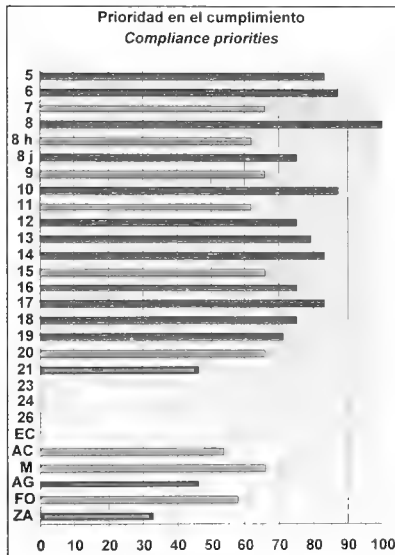 Prioridad en el cumplimiento
Compliance priorities
5
6
7
8
8 h
8 j
9
10
11
12
13
14
15
16
17
18
19
20
21
23
24
26
EC
AC
M
AG
FO
ZA
0 10 20 30 40 50 60 70 80 90 100